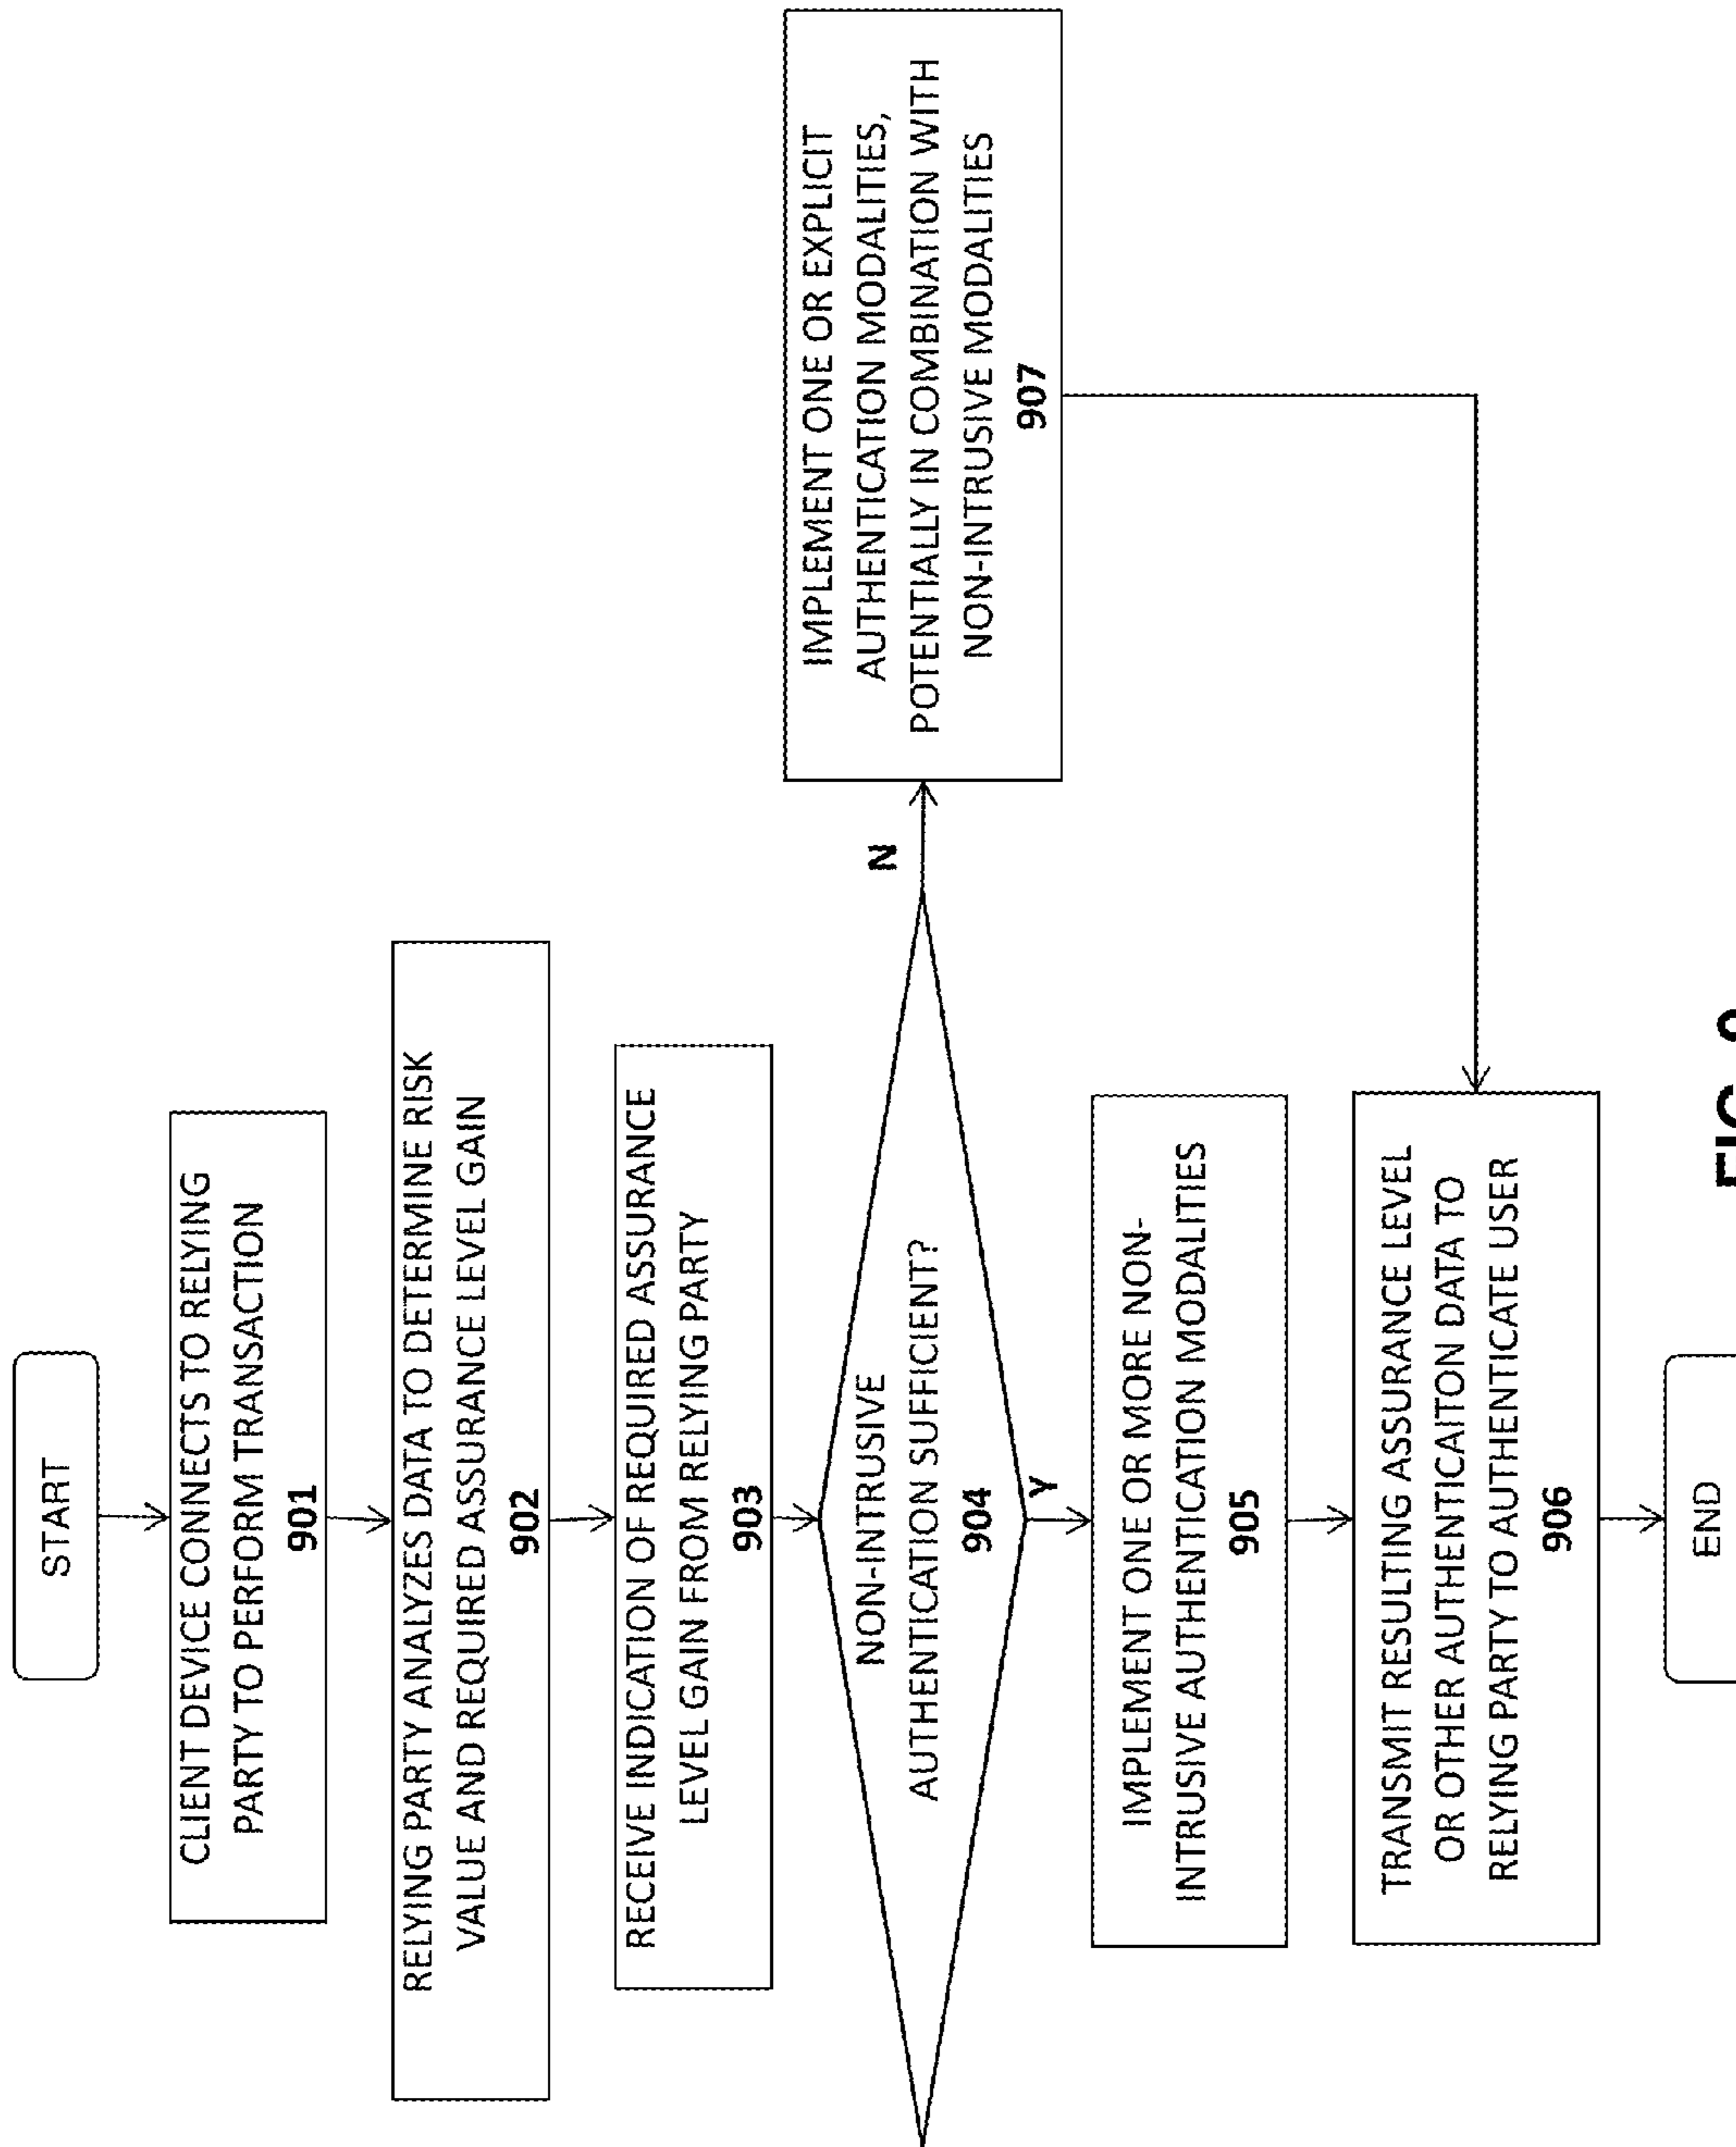 START
CLIENT DEVICE CONNECTS TO RELYING
PARTY TO PERFORM TRANSACTION
901
RELYING PARTY ANALYZES DATA TO DETERMINE RISK
VALUE AND REQUIRED ASSURANCE LEVEL GAIN
902
RECEIVE INDICATION OF REQUIRED ASSURANCE
LEVEL GAIN FROM RELYING PARTY
903
NON-INTRUSIVE
AUTHENTICATION SUFFICIENT?
904
N
IMPLEMENT ONE OR EXPLICIT
AUTHENTICATION MODALITIES,
POTENTIALLY IN COMBINATION WITH
NON-INTRUSIVE MODALITIES
907
Y
IMPLEMENT ONE OR MORE NON-
INTRUSIVE AUTHENTICATION MODALITIES
905
TRANSMIT RESULTING ASSURANCE LEVEL
OR OTHER AUTHENTICAITON DATA TO
RELYING PARTY TO AUTHENTICATE USER
906
END